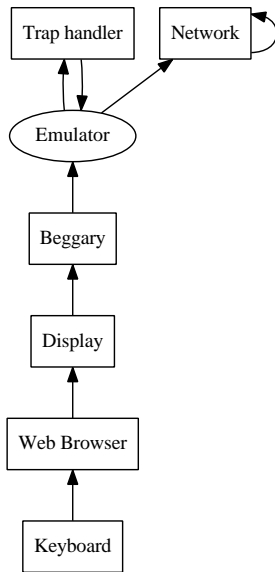 Trap handler
Network
Emulator
Beggary
Display
Web Browser
Keyboard